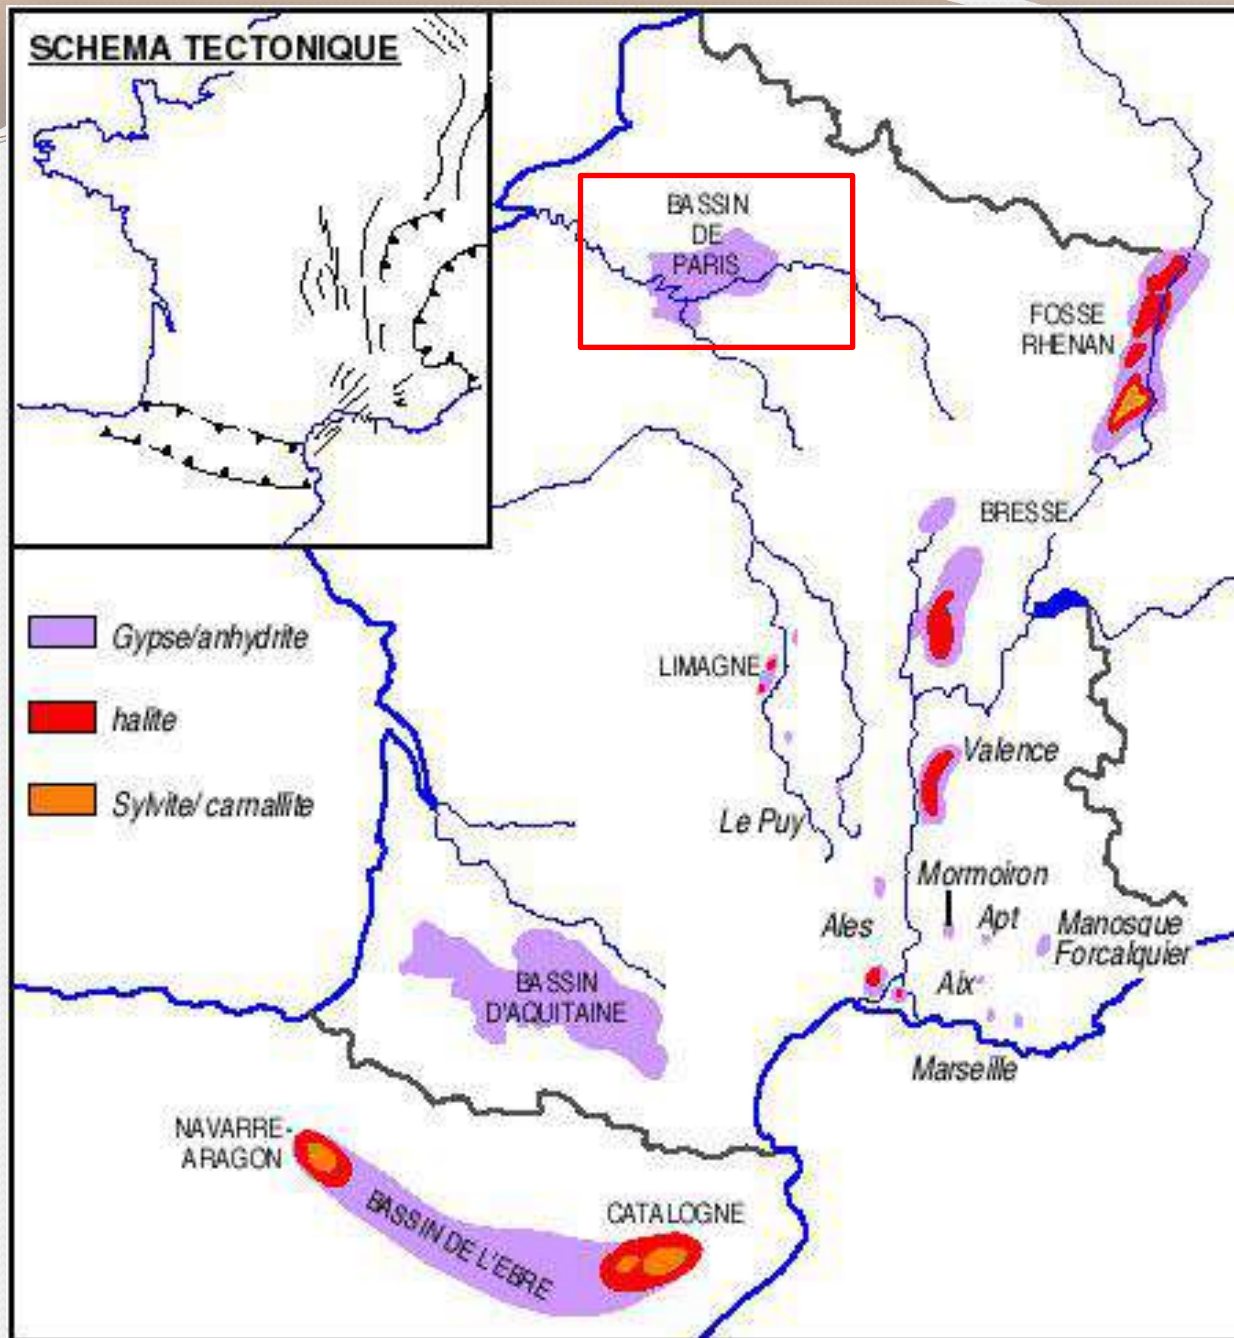 SCHEMA TECTONIQUE
BASSIN
DE
PARIS
FOSSE
RHENAN
BRESSE
Gypse/anhydrite
halite
Sylvite/ carnallite
LIMAGNE
Valence
Le Puy
Mormoiron
Ales
Apt
Manosque
Forcalquier
Aix
Marseille
BASSIN
D'AQUITAINE
NAVARRE-
ARAGON
BASSIN DE L'EBRE
CATALOGNE